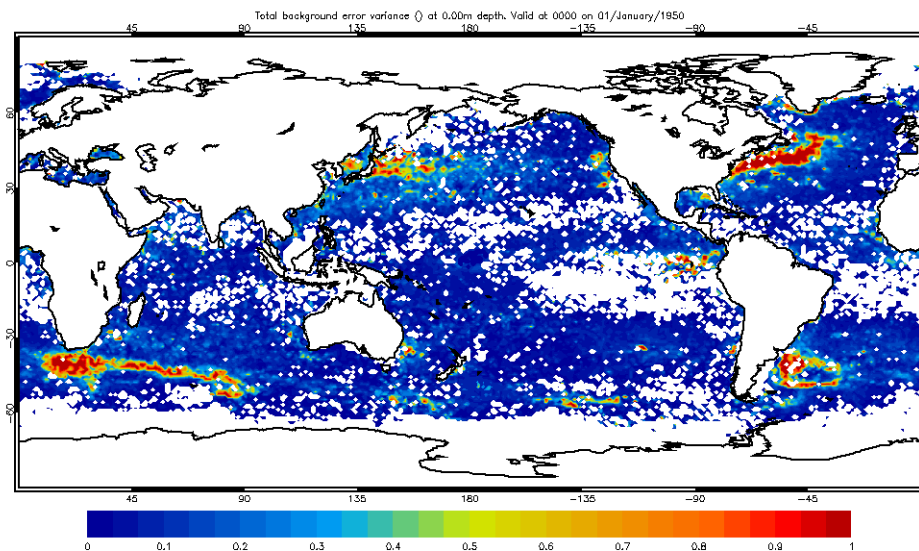 Total background error variance () at 0.00m depth. Valid at 0000 on 01/January/1950
45 90 135 180 −135 −90 −45
60
30
0
−30
−60
45 90 135 180 −135 −90 −45
0 0.1 0.2 0.3 0.4 0.5 0.6 0.7 0.8 0.9 1